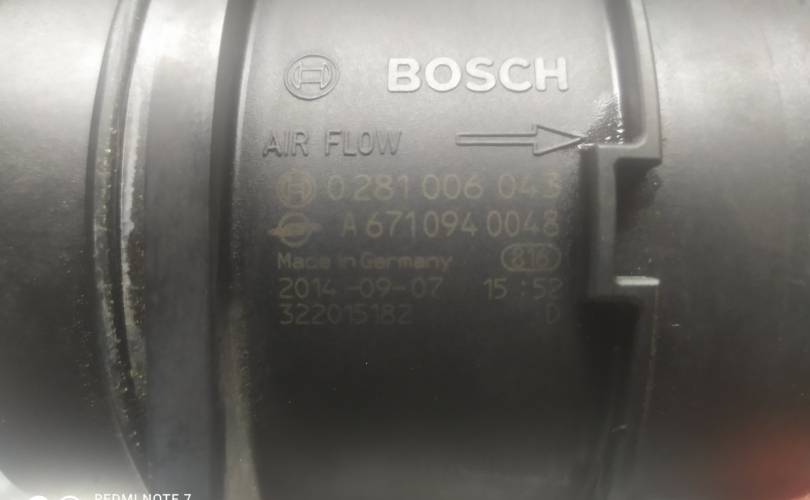 BOSCH
AIR FLOW
0 281 006 043
A 671 094 0048
Made in Germany 816
2014-09-07 15:52
322015182 D
REDMI NOTE 7